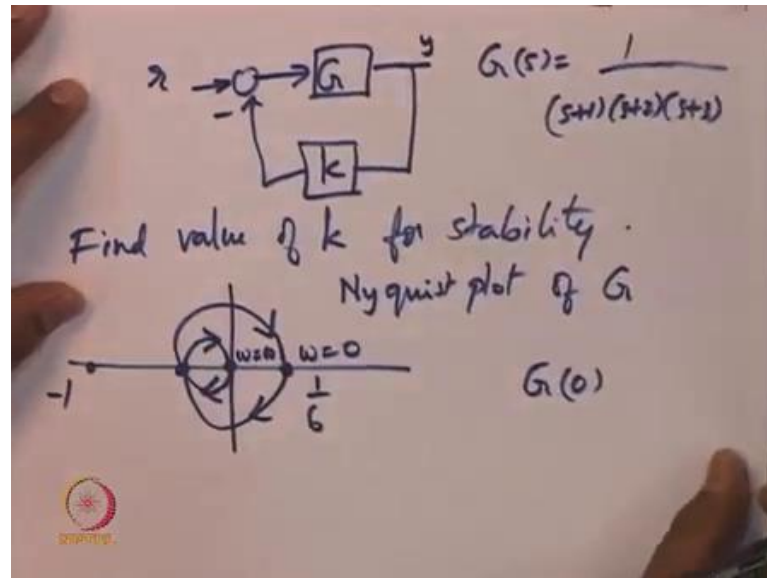 r G y G(s) = 1 / (s+1)(s+2)(s+3)
-
k
Find value of k for stability.
Nyquist plot of G
ω=∞ ω=0
-1 1/6 G(0)